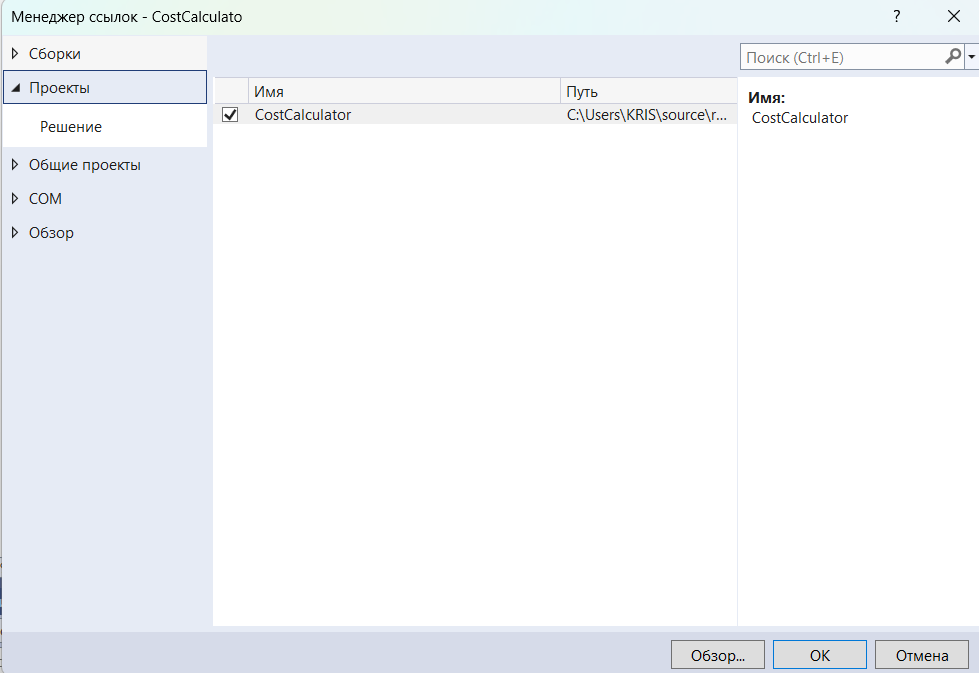 Менеджер ссылок - CostCalculato
?
Сборки
Проекты
Решение
Общие проекты
COM
Обзор
Имя Путь
CostCalculator C:\Users\KRIS\source\r...
Поиск (Ctrl+E)
Имя:
CostCalculator
Обзор... ОК Отмена